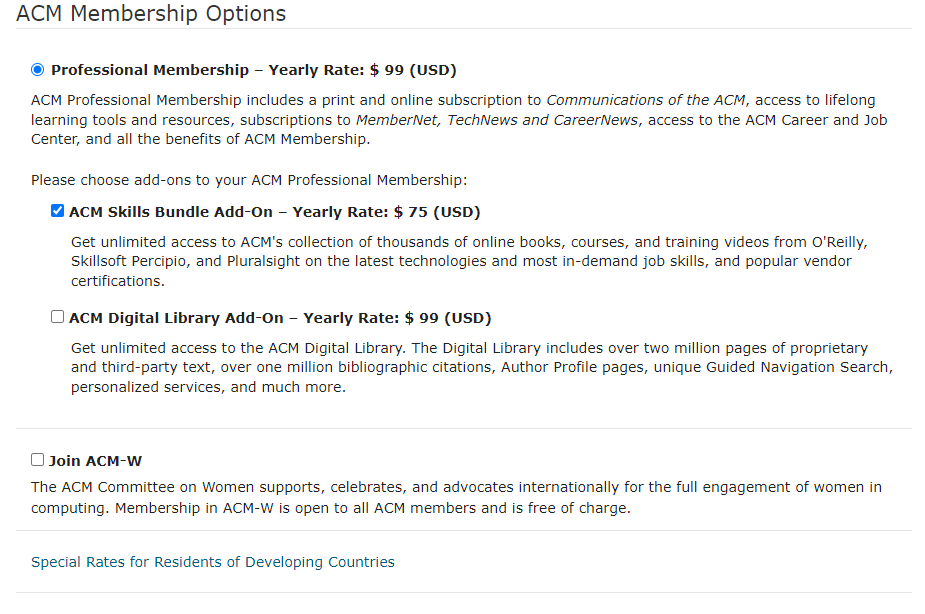 ACM Membership Options
Professional Membership – Yearly Rate: $ 99 (USD)
ACM Professional Membership includes a print and online subscription to Communications of the ACM, access to lifelong
learning tools and resources, subscriptions to MemberNet, TechNews and CareerNews, access to the ACM Career and Job
Center, and all the benefits of ACM Membership.
Please choose add-ons to your ACM Professional Membership:
ACM Skills Bundle Add-On – Yearly Rate: $ 75 (USD)
Get unlimited access to ACM's collection of thousands of online books, courses, and training videos from O'Reilly,
Skillsoft Percipio, and Pluralsight on the latest technologies and most in-demand job skills, and popular vendor
certifications.
ACM Digital Library Add-On – Yearly Rate: $ 99 (USD)
Get unlimited access to the ACM Digital Library. The Digital Library includes over two million pages of proprietary
and third-party text, over one million bibliographic citations, Author Profile pages, unique Guided Navigation Search,
personalized services, and much more.
Join ACM-W
The ACM Committee on Women supports, celebrates, and advocates internationally for the full engagement of women in
computing. Membership in ACM-W is open to all ACM members and is free of charge.
Special Rates for Residents of Developing Countries